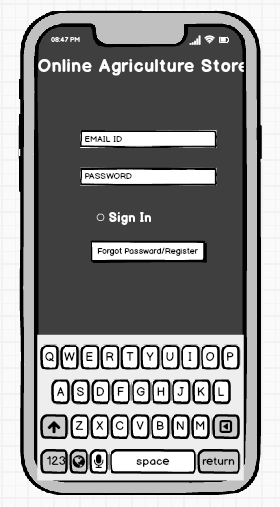 08:47 PM
Online Agriculture Store
EMAIL ID
PASSWORD
Sign In
Forgot Password/Register
Q W E R T Y U I O P
A S D F G H J K L
Z X C V B N M
123 space return